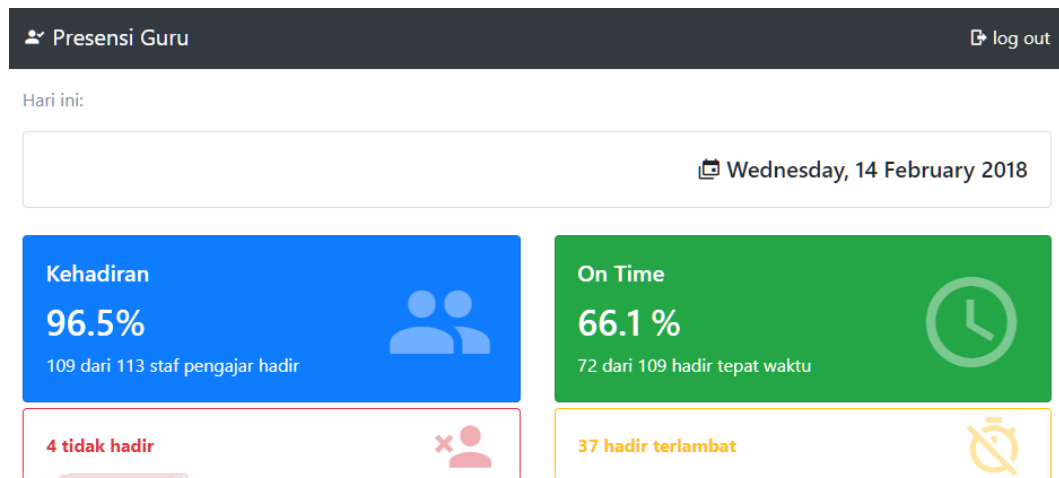 Presensi Guru
log out
Hari ini:
Wednesday, 14 February 2018
Kehadiran
96.5%
109 dari 113 staf pengajar hadir
On Time
66.1 %
72 dari 109 hadir tepat waktu
4 tidak hadir
37 hadir terlambat